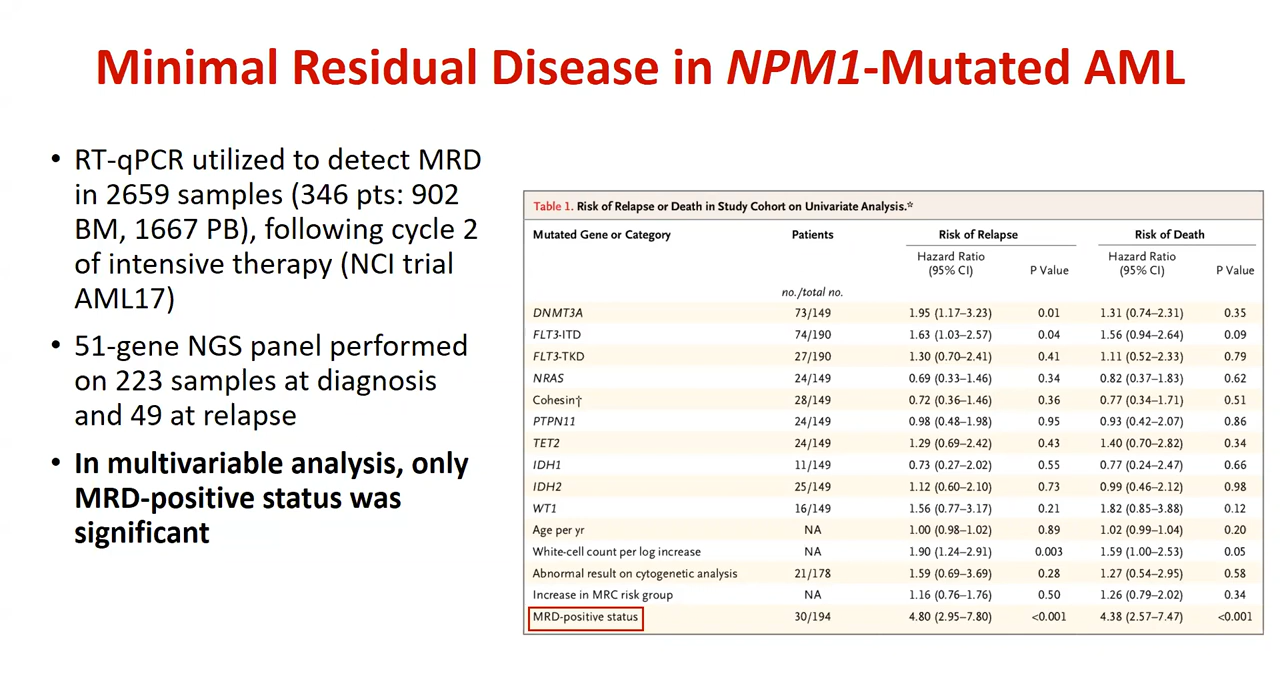 Minimal Residual Disease in NPM1-Mutated AML
• RT-qPCR utilized to detect MRD
in 2659 samples (346 pts: 902
BM, 1667 PB), following cycle 2
of intensive therapy (NCI trial
AML17)
• 51-gene NGS panel performed
on 223 samples at diagnosis
and 49 at relapse
• In multivariable analysis, only
MRD-positive status was
significant
Table 1. Risk of Relapse or Death in Study Cohort on Univariate Analysis.*
Mutated Gene or Category Patients Risk of Relapse Risk of Death
Hazard Ratio (95% CI) P Value Hazard Ratio (95% CI) P Value
no./total no.
DNMT3A 73/149 1.95 (1.17–3.23) 0.01 1.31 (0.74–2.31) 0.35
FLT3-ITD 74/190 1.63 (1.03–2.57) 0.04 1.56 (0.94–2.64) 0.09
FLT3-TKD 27/190 1.30 (0.70–2.41) 0.41 1.11 (0.52–2.33) 0.79
NRAS 24/149 0.69 (0.33–1.46) 0.34 0.82 (0.37–1.83) 0.62
Cohesin† 28/149 0.72 (0.36–1.46) 0.36 0.77 (0.34–1.71) 0.51
PTPN11 24/149 0.98 (0.48–1.98) 0.95 0.93 (0.42–2.07) 0.86
TET2 24/149 1.29 (0.69–2.42) 0.43 1.40 (0.70–2.82) 0.34
IDH1 11/149 0.73 (0.27–2.02) 0.55 0.77 (0.24–2.47) 0.66
IDH2 25/149 1.12 (0.60–2.10) 0.73 0.99 (0.46–2.12) 0.98
WT1 16/149 1.56 (0.77–3.17) 0.21 1.82 (0.85–3.88) 0.12
Age per yr NA 1.00 (0.98–1.02) 0.89 1.02 (0.99–1.04) 0.20
White-cell count per log increase NA 1.90 (1.24–2.91) 0.003 1.59 (1.00–2.53) 0.05
Abnormal result on cytogenetic analysis 21/178 1.59 (0.69–3.69) 0.28 1.27 (0.54–2.95) 0.58
Increase in MRC risk group NA 1.16 (0.76–1.76) 0.50 1.26 (0.79–2.02) 0.34
MRD-positive status 30/194 4.80 (2.95–7.80) <0.001 4.38 (2.57–7.47) <0.001